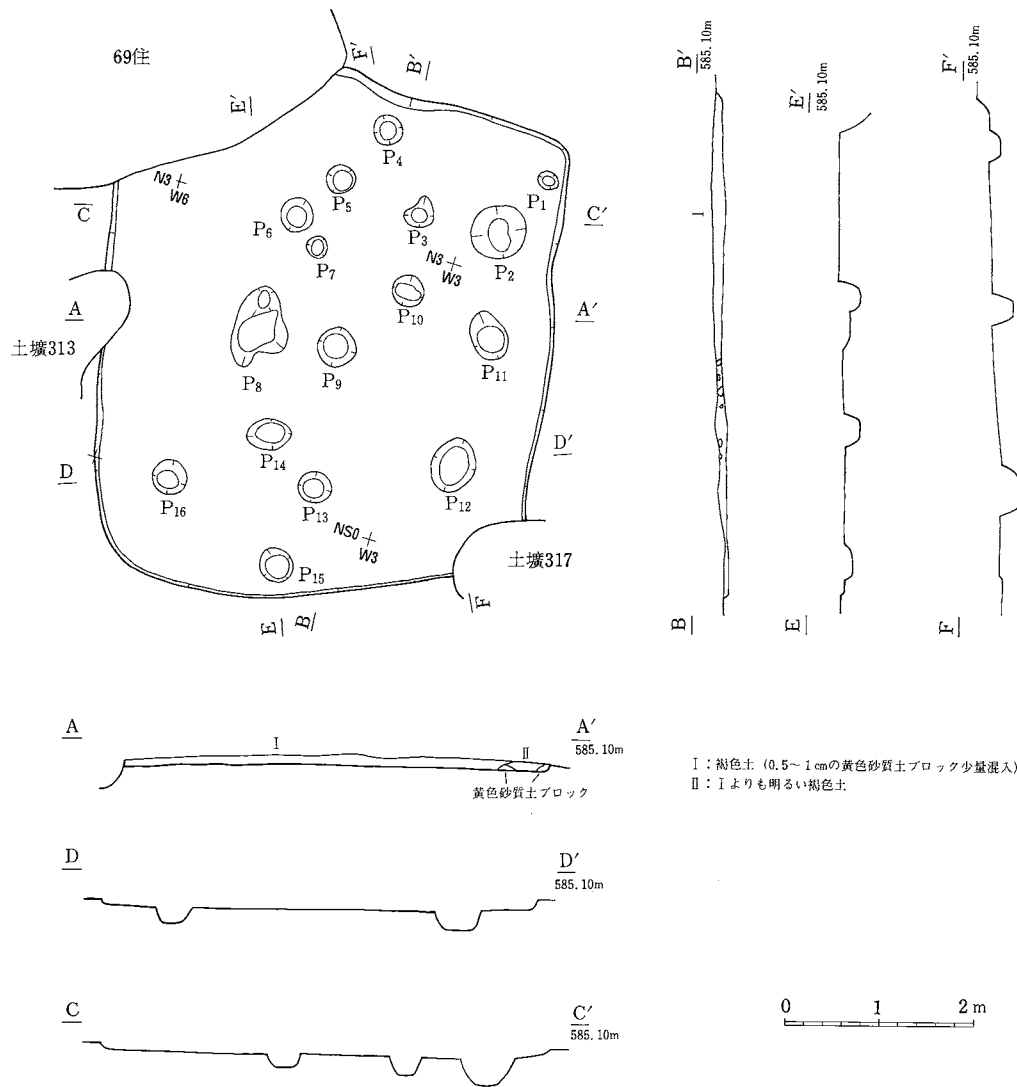 69住
F′
B′
E′
P4
N3
W6
P5
P1
C
P6
P3
C′
P7
P2
N3
W3
A
P10
A′
土壙313
P8
P9
P11
P14
D′
D
P16
P13
P12
NS0
W3
土壙317
P15
E
B
F
B′
585.10m
E′
585.10m
F′
585.10m
I
B
E
F
A
I
II
A′
585.10m
黄色砂質土ブロック
I：褐色土（0.5～1cmの黄色砂質土ブロック少量混入）
II：Iよりも明るい褐色土
D
D′
585.10m
C
C′
585.10m
0 1 2m